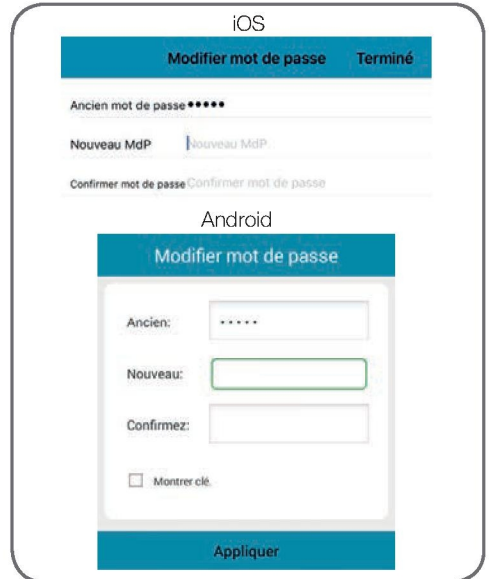 iOS
Modifier mot de passe Terminé
Ancien mot de passe •••••
Nouveau MdP Nouveau MdP
Confirmer mot de passe Confirmer mot de passe
Android
Modifier mot de passe
Ancien: •••••
Nouveau:
Confirmez:
Montrer clé.
Appliquer